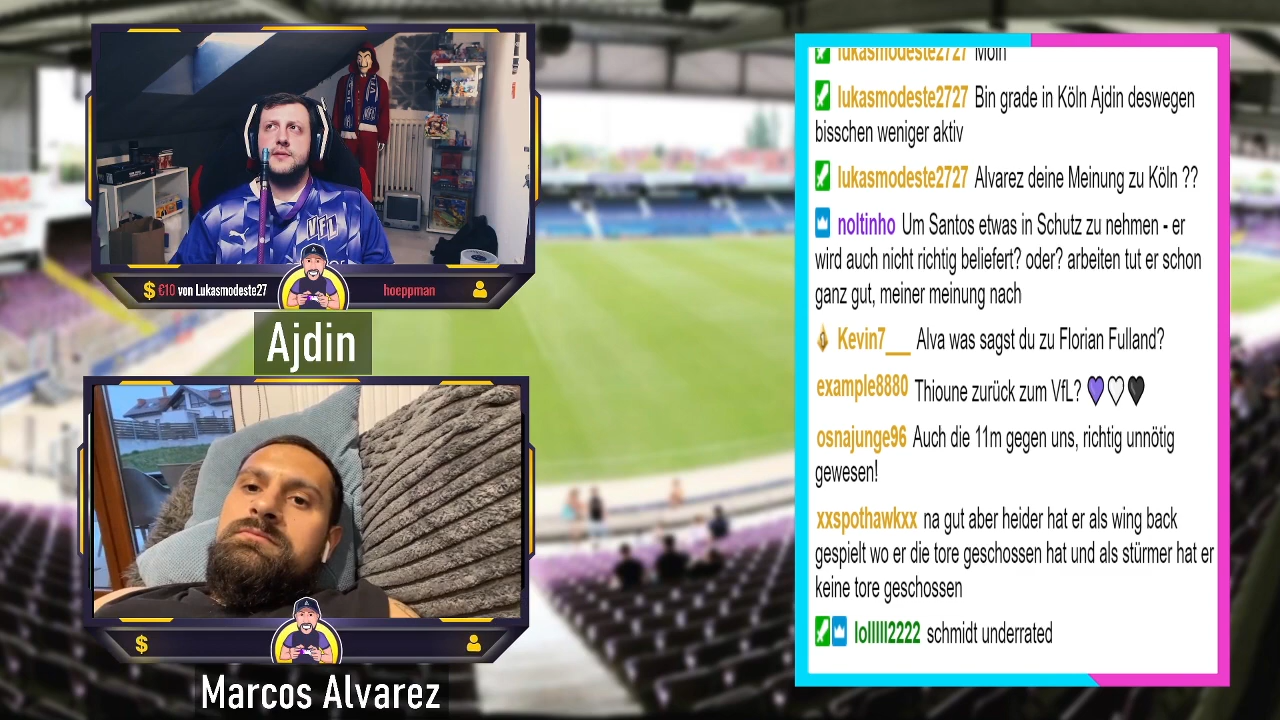 VFL
$ €10 von Lukasmodeste27
hoeppman
Ajdin
$
Marcos Alvarez
lukasmodeste2727 Moin
lukasmodeste2727 Bin grade in Köln Ajdin deswegen
bisschen weniger aktiv
lukasmodeste2727 Alvarez deine Meinung zu Köln ??
noltinho Um Santos etwas in Schutz zu nehmen - er
wird auch nicht richtig beliefert? oder? arbeiten tut er schon
ganz gut, meiner meinung nach
Kevin7___ Alva was sagst du zu Florian Fulland?
example8880 Thioune zurück zum VfL? 💜🤍🖤
osnajunge96 Auch die 11m gegen uns, richtig unnötig
gewesen!
xxspothawkxx na gut aber heider hat er als wing back
gespielt wo er die tore geschossen hat und als stürmer hat er
keine tore geschossen
lolllll2222 schmidt underrated